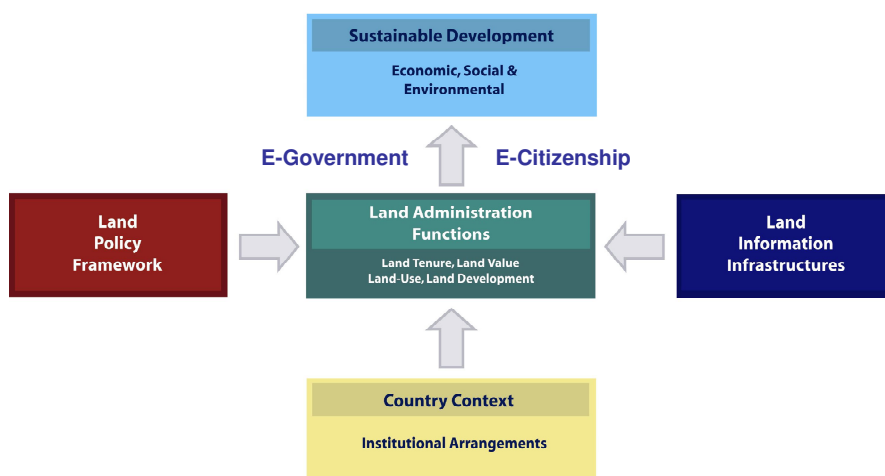 Sustainable Development
Economic, Social &
Environmental
E-Government
E-Citizenship
Land
Policy
Framework
Land Administration
Functions
Land Tenure, Land Value
Land-Use, Land Development
Land
Information
Infrastructures
Country Context
Institutional Arrangements